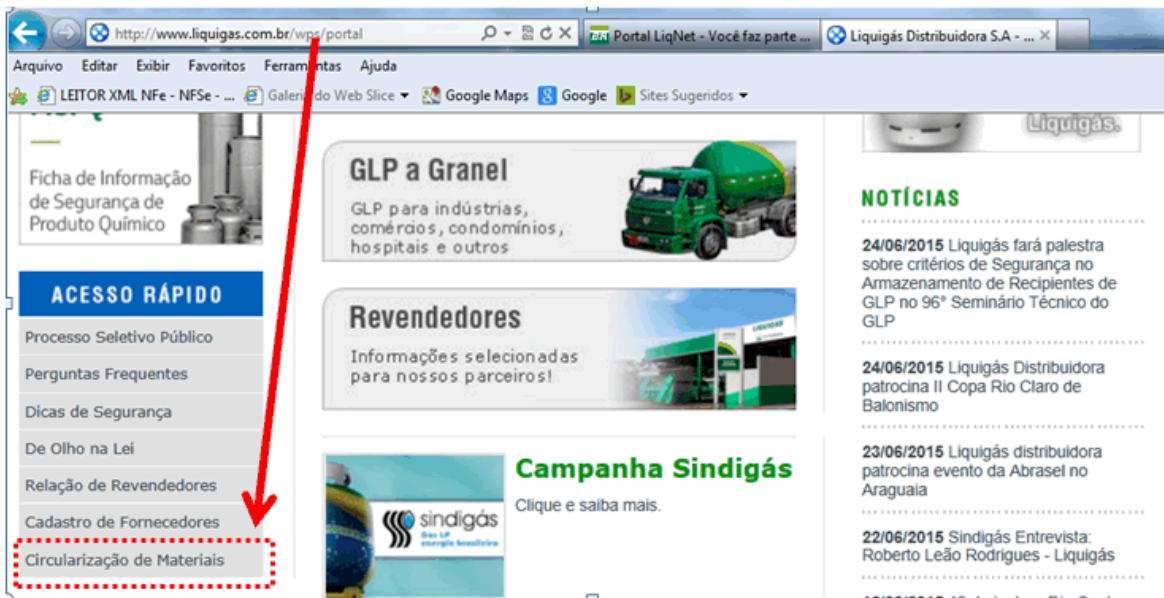 http://www.liquigas.com.br/wps/portal
Portal LiqNet - Você faz parte ...
Liquigás Distribuidora S.A - ...
Arquivo Editar Exibir Favoritos Ferramentas Ajuda
LEITOR XML NFe - NFSe - ... Galeria do Web Slice Google Maps Google Sites Sugeridos
Ficha de Informação
de Segurança de
Produto Químico
ACESSO RÁPIDO
Processo Seletivo Público
Perguntas Frequentes
Dicas de Segurança
De Olho na Lei
Relação de Revendedores
Cadastro de Fornecedores
Circularização de Materiais
GLP a Granel
GLP para indústrias,
comércios, condomínios,
hospitais e outros
Revendedores
Informações selecionadas
para nossos parceiros!
LIQUIGAS
sindigás
Gás LP
energia brasileira.
Campanha Sindigás
Clique e saiba mais.
Liquigás.
NOTÍCIAS
24/06/2015 Liquigás fará palestra
sobre critérios de Segurança no
Armazenamento de Recipientes de
GLP no 96° Seminário Técnico do
GLP
24/06/2015 Liquigás Distribuidora
patrocina II Copa Rio Claro de
Balonismo
23/06/2015 Liquigás distribuidora
patrocina evento da Abrasel no
Araguaia
22/06/2015 Sindigás Entrevista:
Roberto Leão Rodrigues - Liquigás